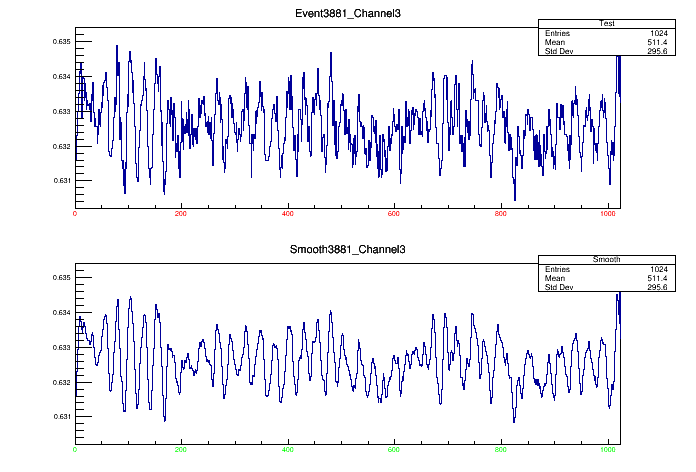 Event3881_Channel3
Test
Entries 1024
Mean 511.4
Std Dev 295.6
0.635
0.634
0.633
0.632
0.631
0 200 400 600 800 1000
Smooth3881_Channel3
Smooth
Entries 1024
Mean 511.4
Std Dev 295.6
0.635
0.634
0.633
0.632
0.631
0 200 400 600 800 1000